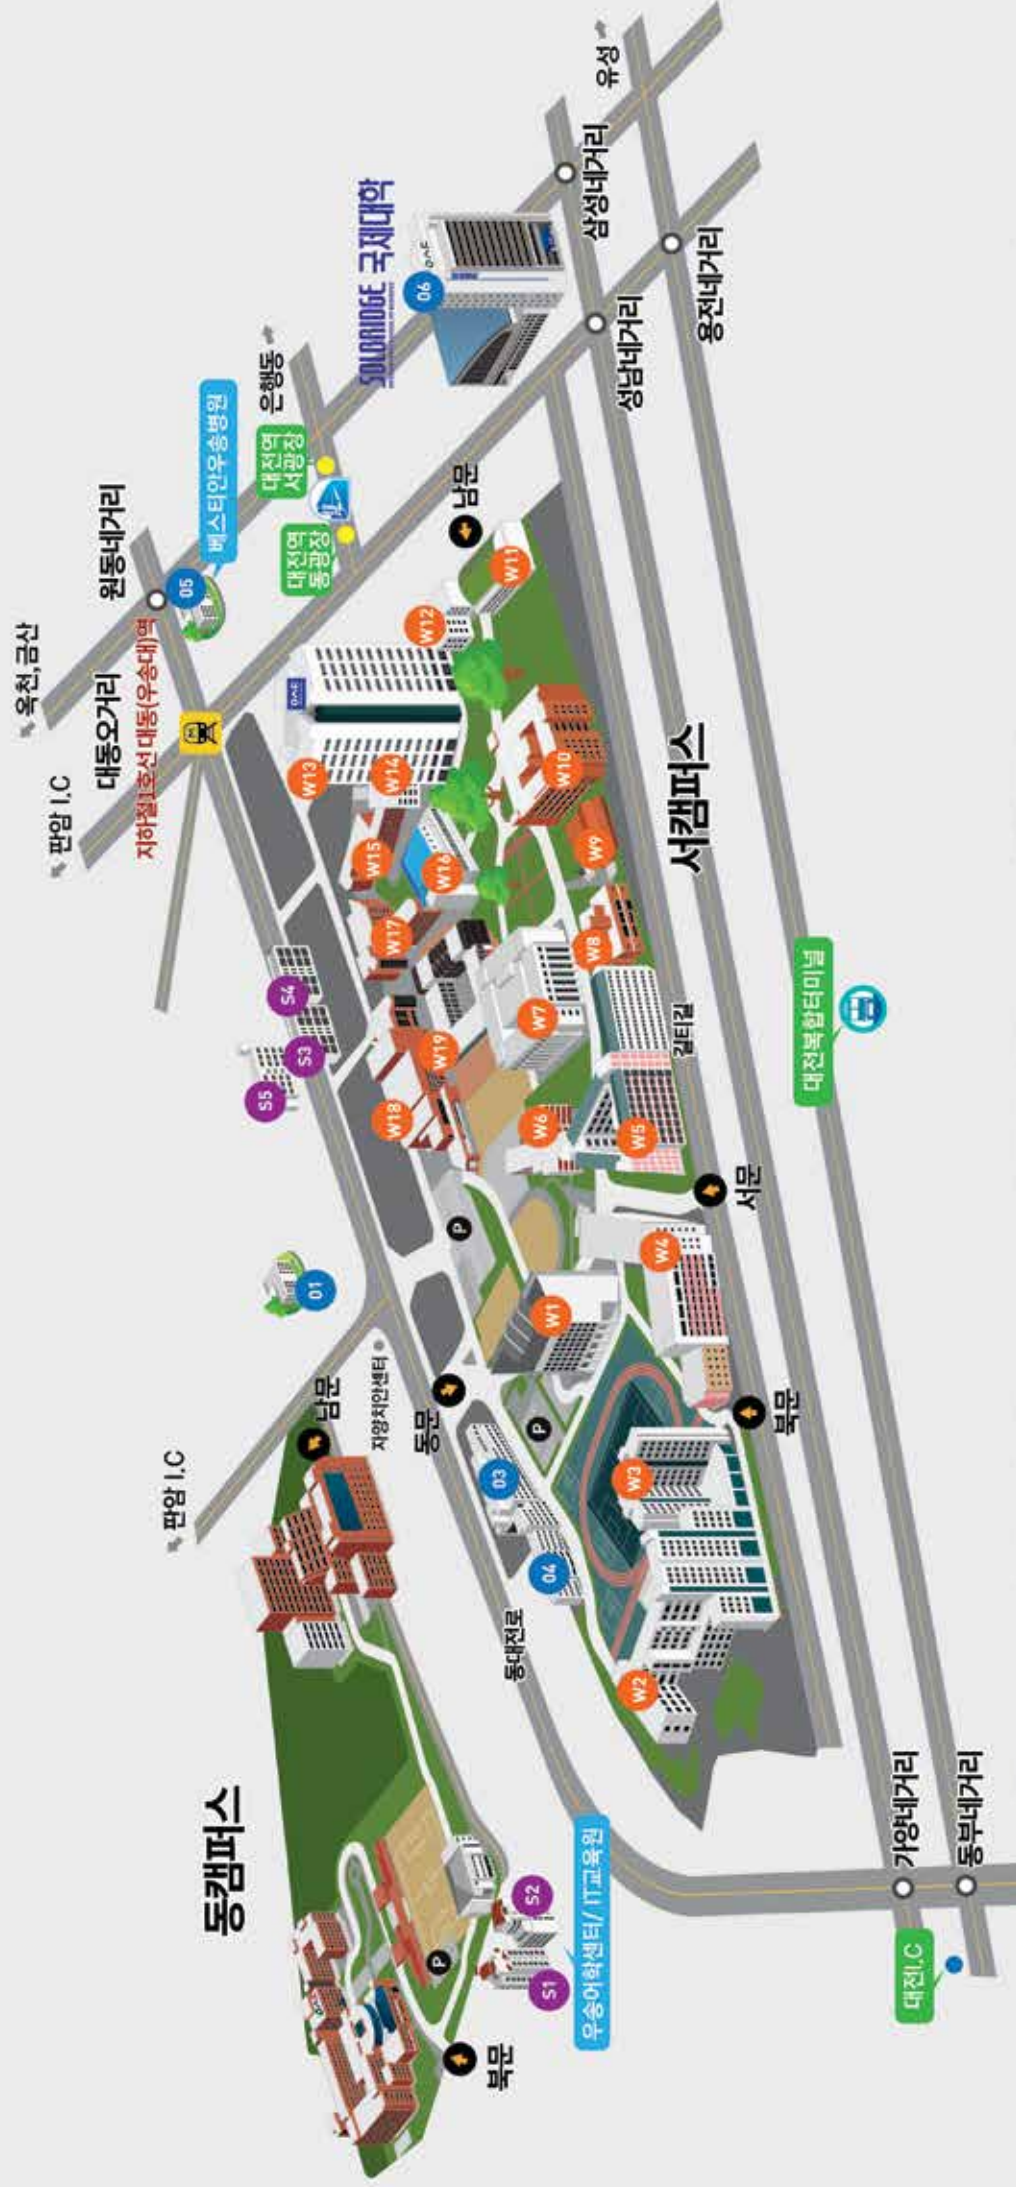 옥천,금산
판암 I.C
대동오거리
원동네거리
지하철1호선 대동(우송대)역
판암 I.C
동캠퍼스
05
베스티안우송병원
은행동
대전역
서광장
대전역
동광장
S5
S4
S3
01
남문
자양치안센터
SOLBRIDGE 국제대학
06
W13
W14
W12
W15
W16
W17
W18
W19
동문
P
P
북문
남문
S1
S2
우송어학센터/ IT교육원
동대전로
03
04
P
W1
W6
W7
W8
W9
W10
W11
W2
W3
W4
W5
유성
삼성네거리
성남네거리
용전네거리
길터길
서캠퍼스
서문
북문
대전복합터미널
가양네거리
동부네거리
대전I.C